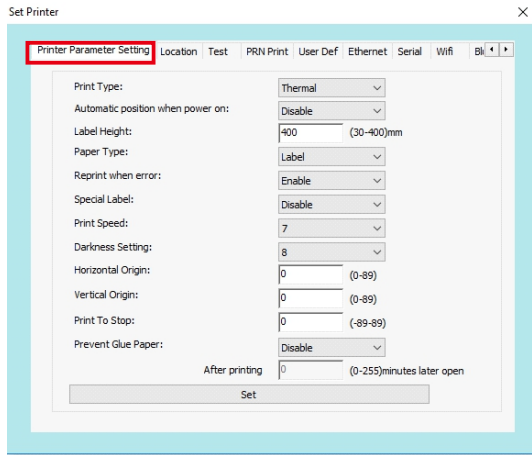 Set Printer
Printer Parameter Setting Location Test PRN Print User Def Ethernet Serial Wifi
Print Type: Thermal
Automatic position when power on: Disable
Label Height: 400 (30-400)mm
Paper Type: Label
Reprint when error: Enable
Special Label: Disable
Print Speed: 7
Darkness Setting: 8
Horizontal Origin: 0 (0-89)
Vertical Origin: 0 (0-89)
Print To Stop: 0 (-89-89)
Prevent Glue Paper: Disable
After printing 0 (0-255)minutes later open
Set